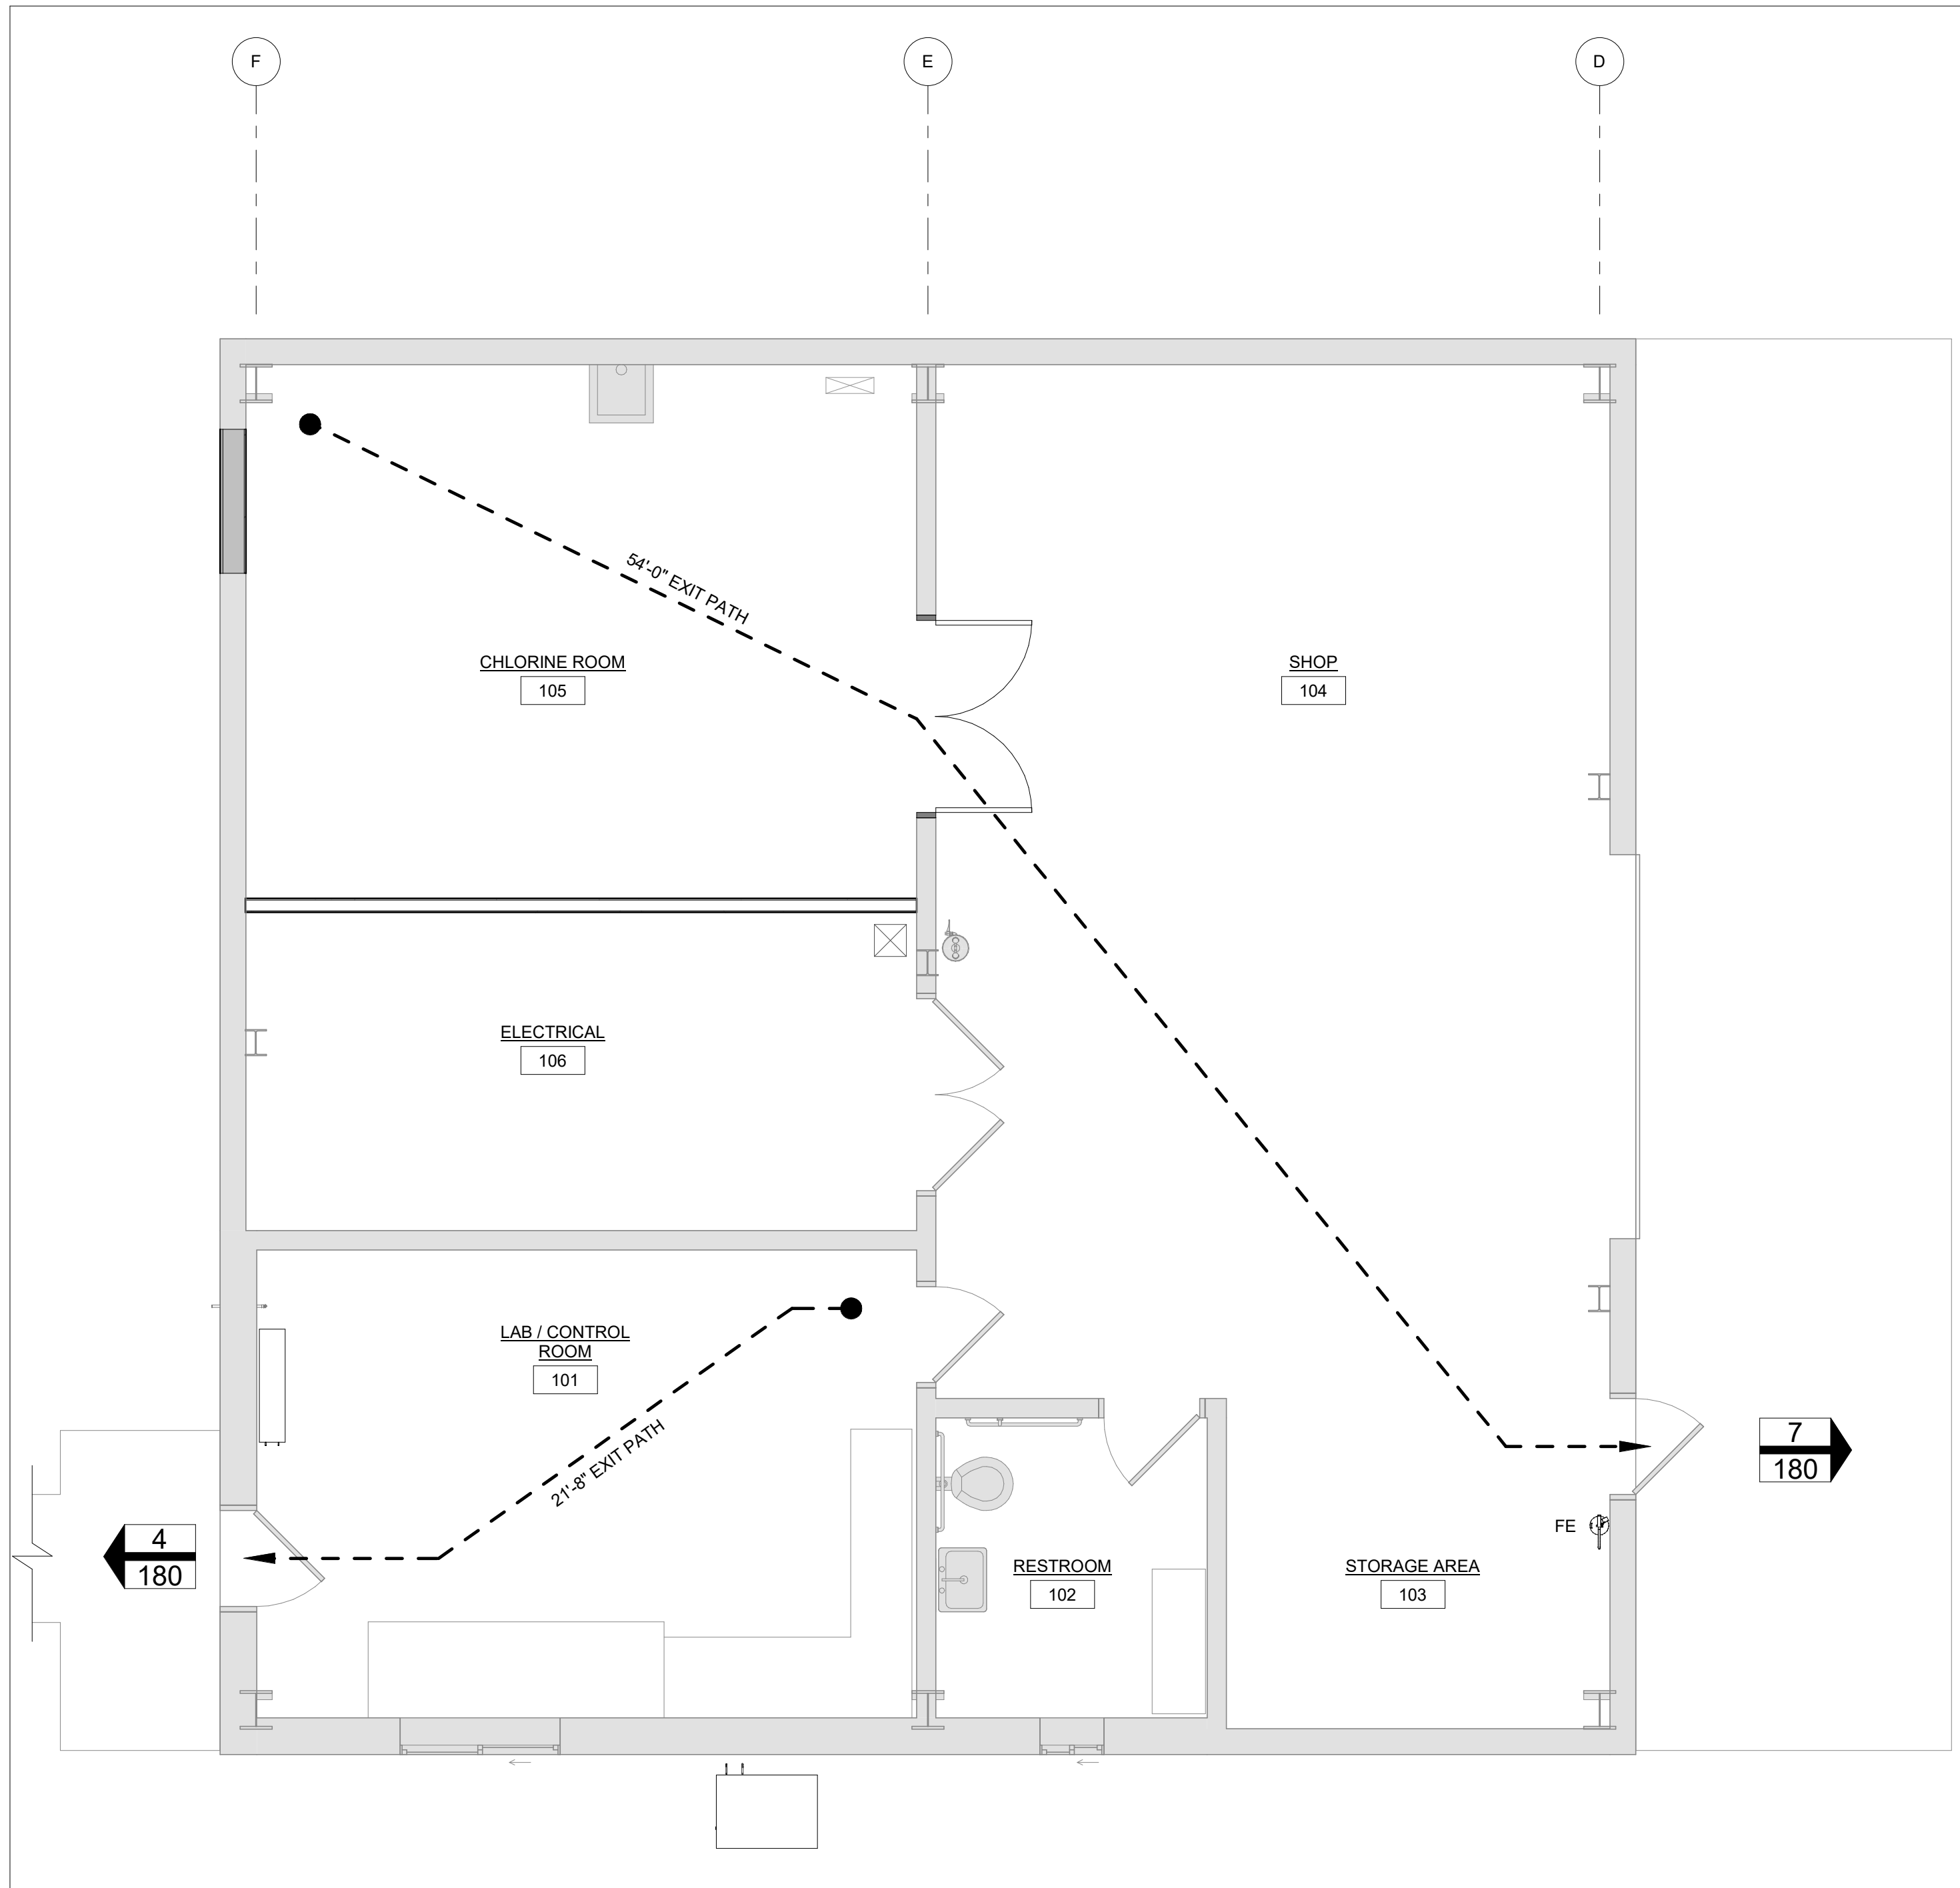 F
E
D
54'-0" EXIT PATH
CHLORINE ROOM
105
SHOP
104
ELECTRICAL
106
LAB / CONTROL
ROOM
101
21'-8" EXIT PATH
7
180
4
180
FE
RESTROOM
102
STORAGE AREA
103